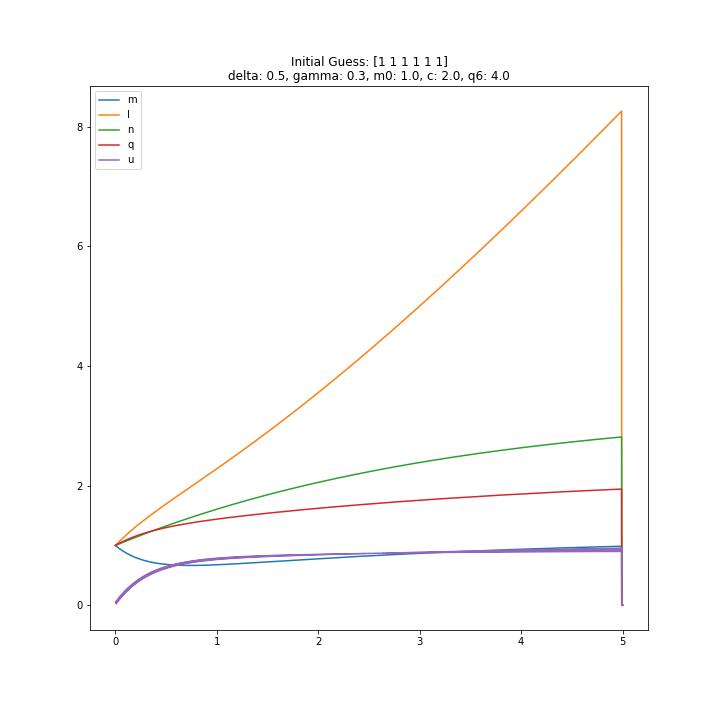 Initial Guess: [1 1 1 1 1 1]
delta: 0.5, gamma: 0.3, m0: 1.0, c: 2.0, q6: 4.0
m
l
n
q
u
8
6
4
2
0
0 1 2 3 4 5